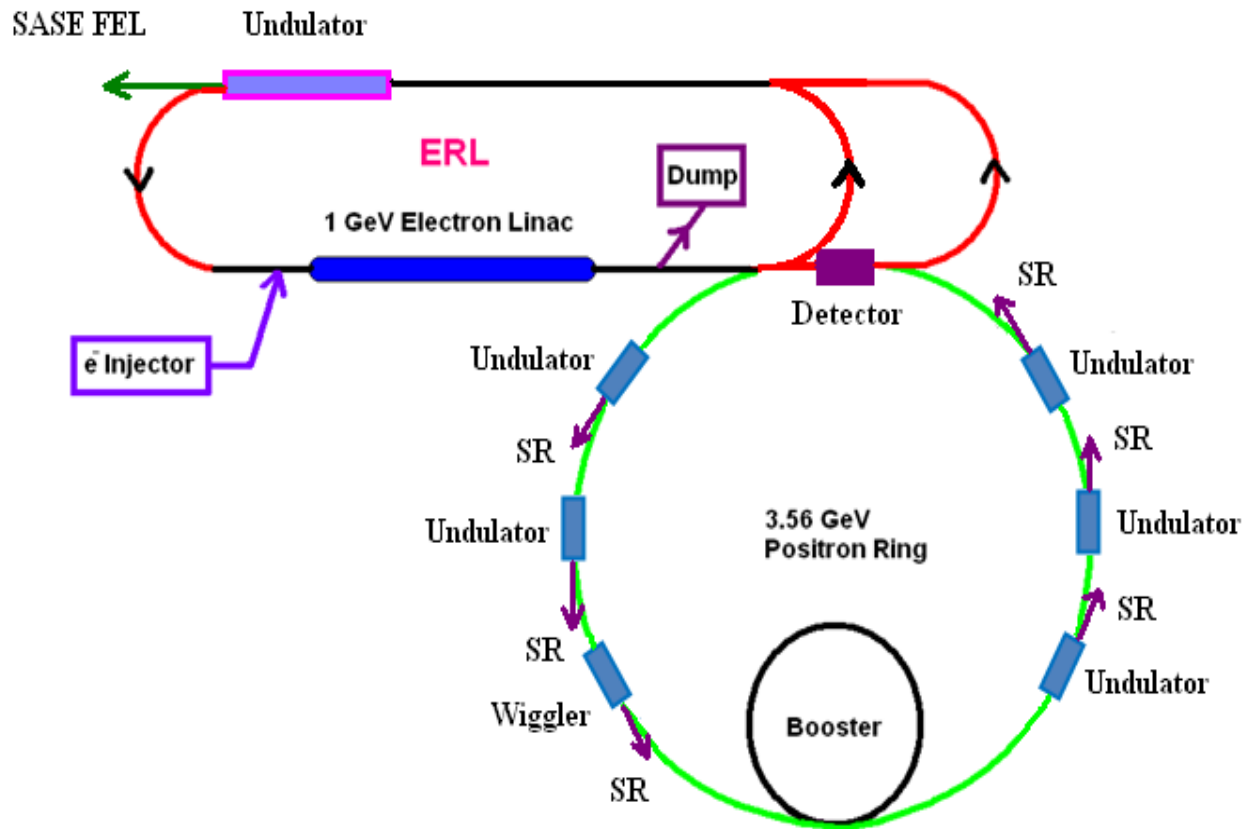 SASE FEL
Undulator
ERL
Dump
1 GeV Electron Linac
SR
Detector
e⁻ Injector
Undulator
Undulator
SR
SR
Undulator
3.56 GeV
Positron Ring
Undulator
SR
SR
Undulator
Wiggler
Booster
SR